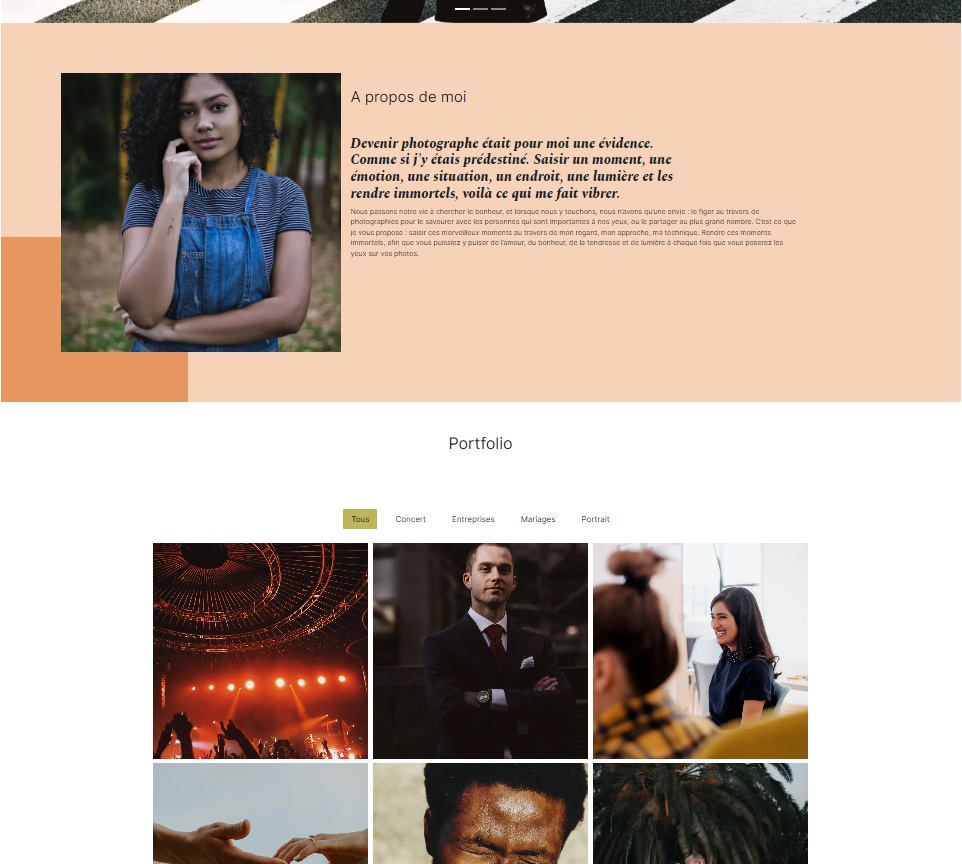 A propos de moi
Devenir photographe était pour moi une évidence.
Comme si j'y étais prédestiné. Saisir un moment, une
émotion, une situation, un endroit, une lumière et les
rendre immortels, voilà ce qui me fait vibrer.
Nous passons notre vie à chercher le bonheur, et lorsque nous y touchons, nous n'avons qu'une envie : le figer au travers de
photographies pour le savourer avec les personnes qui sont importantes à nos yeux, ou le partager au plus grand nombre. C'est ce que
je vous propose : saisir ces merveilleux moments au travers de mon regard, mon approche, ma technique. Rendre ces moments
immortels, afin que vous puissiez y puiser de l'amour, du bonheur, de la tendresse et de lumière à chaque fois que vous poserez les
yeux sur vos photos.
Portfolio
Tous Concert Entreprises Mariages Portrait